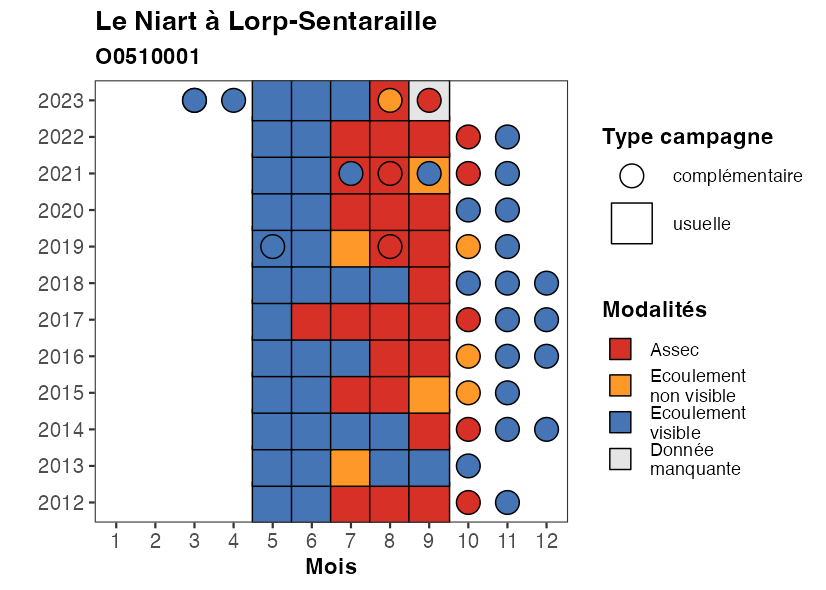 Le Niart à Lorp-Sentaraille
O0510001
2023
2022
2021
2020
2019
2018
2017
2016
2015
2014
2013
2012
1 2 3 4 5 6 7 8 9 10 11 12
Mois
Type campagne
complémentaire
usuelle
Modalités
Assec
Ecoulement
non visible
Ecoulement
visible
Donnée
manquante